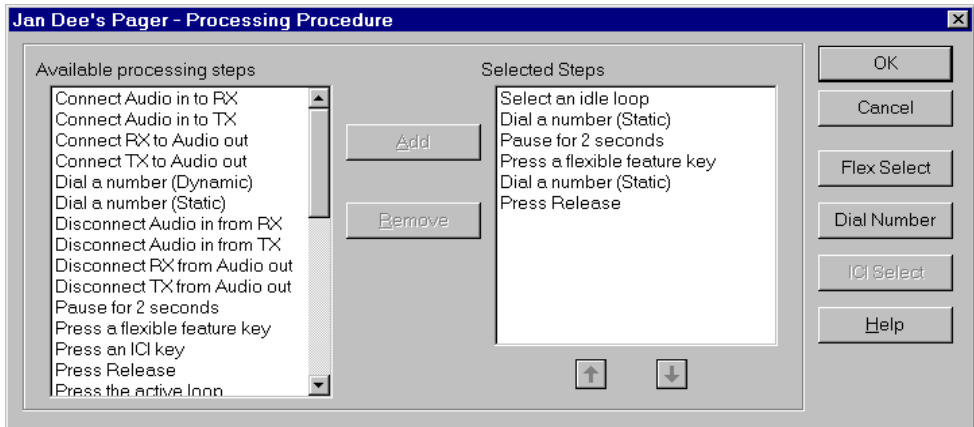 Jan Dee's Pager - Processing Procedure
Available processing steps
Connect Audio in to RX
Connect Audio in to TX
Connect RX to Audio out
Connect TX to Audio out
Dial a number (Dynamic)
Dial a number (Static)
Disconnect Audio in from RX
Disconnect Audio in from TX
Disconnect RX from Audio out
Disconnect TX from Audio out
Pause for 2 seconds
Press a flexible feature key
Press an ICI key
Press Release
Press the active loop
Add
Remove
Selected Steps
Select an idle loop
Dial a number (Static)
Pause for 2 seconds
Press a flexible feature key
Dial a number (Static)
Press Release
OK
Cancel
Flex Select
Dial Number
ICI Select
Help